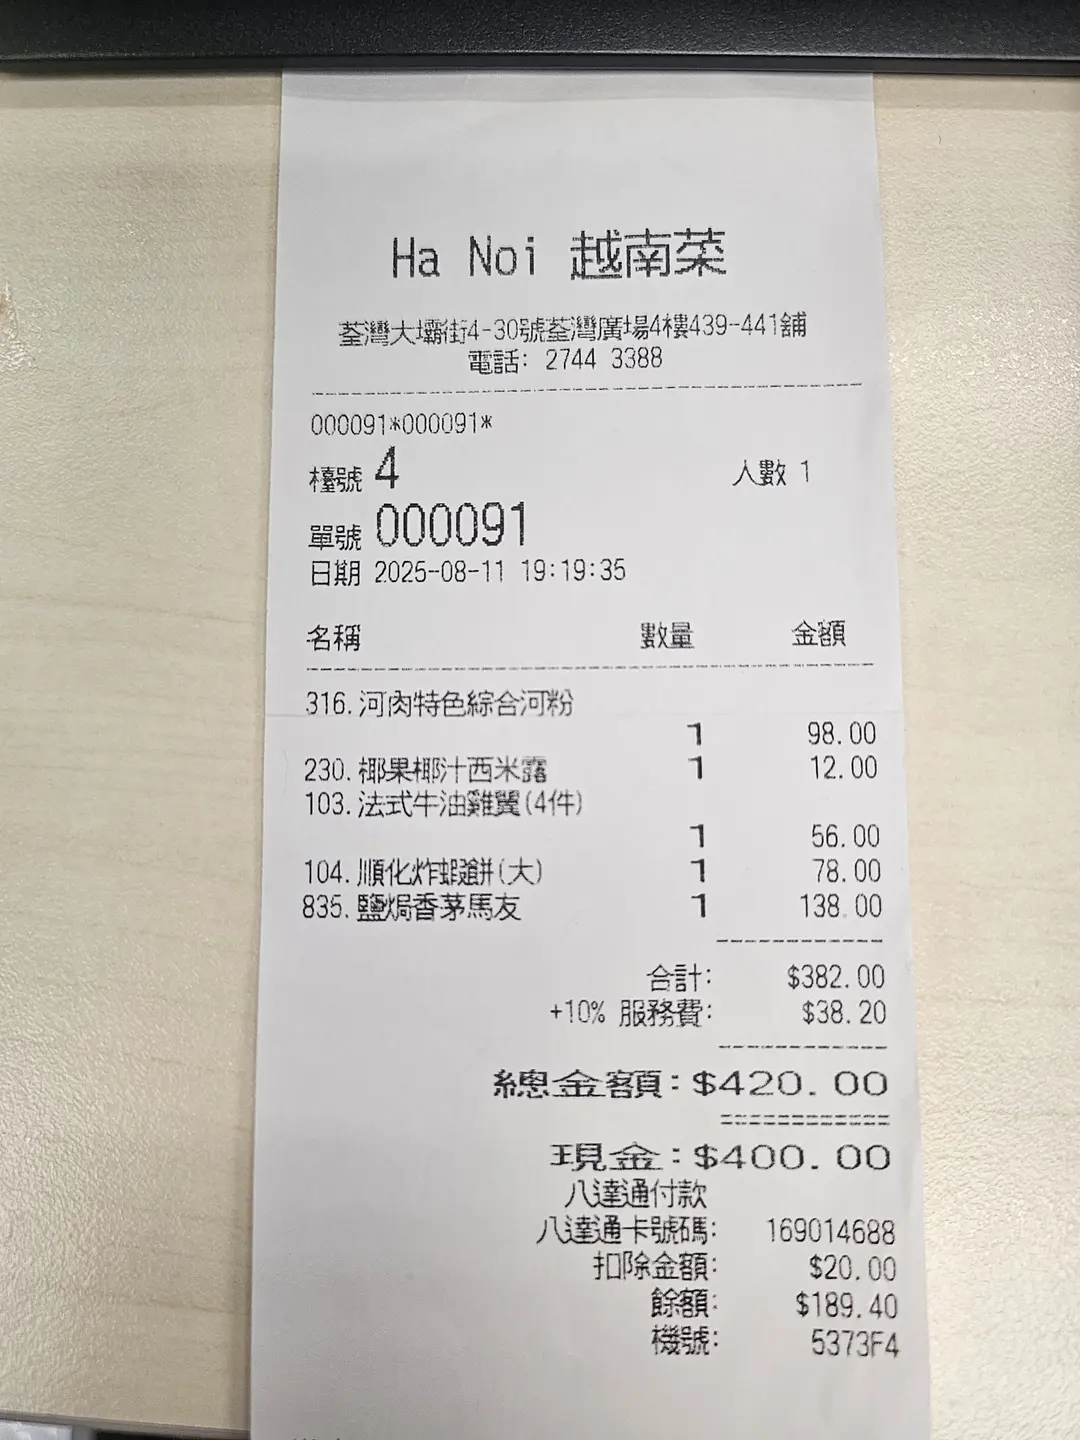 Ha Noi 越南菜
荃灣大壩街4-30號荃灣廣場4樓439-441舖
電話: 2744 3388
000091*000091*
檯號 4 人數 1
單號 000091
日期 2025-08-11 19:19:35
名稱 數量 金額
316. 河肉特色綜合河粉
1 98.00
230. 椰果椰汁西米露 1 12.00
103. 法式牛油雞翼(4件)
1 56.00
104. 順化炸蝦餅(大) 1 78.00
835. 鹽焗香茅馬友 1 138.00
合計: $382.00
+10% 服務費: $38.20
總金額: $420.00
現金: $400.00
八達通付款
八達通卡號碼: 169014688
扣除金額: $20.00
餘額: $189.40
機號: 5373F4